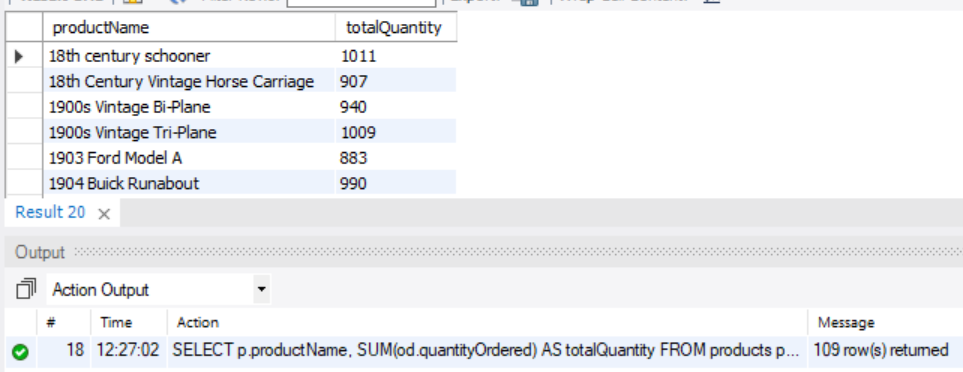 productName totalQuantity
18th century schooner 1011
18th Century Vintage Horse Carriage 907
1900s Vintage Bi-Plane 940
1900s Vintage Tri-Plane 1009
1903 Ford Model A 883
1904 Buick Runabout 990
Result 20 ×
Output
Action Output
# Time Action Message
18 12:27:02 SELECT p.productName, SUM(od.quantityOrdered) AS totalQuantity FROM products p... 109 row(s) returned